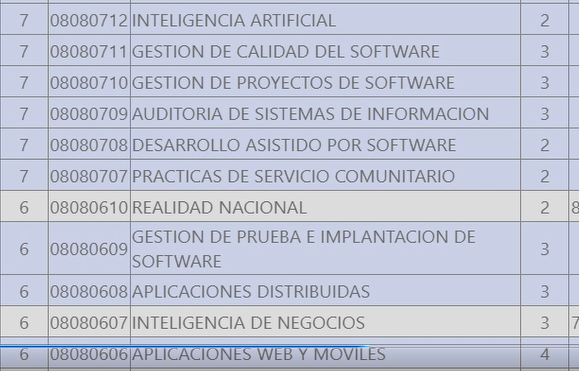 7 08080712 INTELIGENCIA ARTIFICIAL 2
7 08080711 GESTION DE CALIDAD DEL SOFTWARE 3
7 08080710 GESTION DE PROYECTOS DE SOFTWARE 3
7 08080709 AUDITORIA DE SISTEMAS DE INFORMACION 3
7 08080708 DESARROLLO ASISTIDO POR SOFTWARE 2
7 08080707 PRACTICAS DE SERVICIO COMUNITARIO 2
6 08080610 REALIDAD NACIONAL 2 8
6 08080609 GESTION DE PRUEBA E IMPLANTACION DE
SOFTWARE 3
6 08080608 APLICACIONES DISTRIBUIDAS 3
6 08080607 INTELIGENCIA DE NEGOCIOS 3 7
6 08080606 APLICACIONES WEB Y MOVILES 4